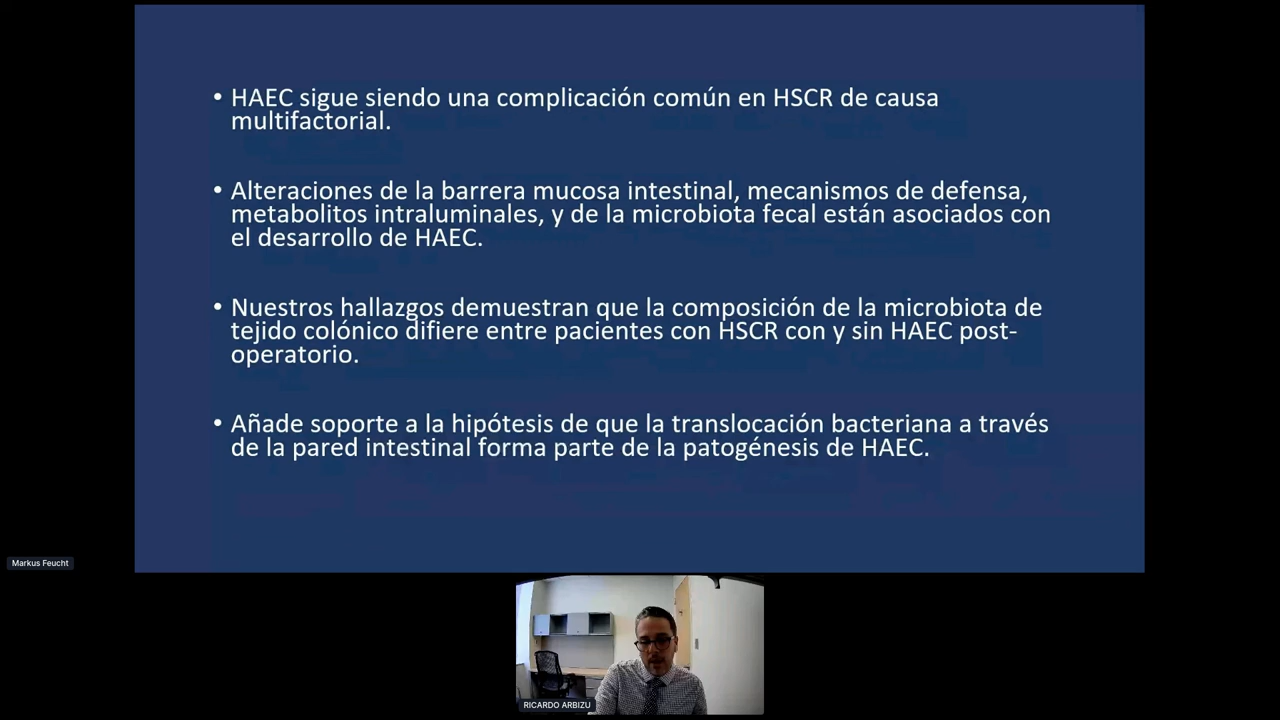 • HAEC sigue siendo una complicación común en HSCR de causa
multifactorial.
• Alteraciones de la barrera mucosa intestinal, mecanismos de defensa,
metabolitos intraluminales, y de la microbiota fecal están asociados con
el desarrollo de HAEC.
• Nuestros hallazgos demuestran que la composición de la microbiota de
tejido colónico difiere entre pacientes con HSCR con y sin HAEC post-
operatorio.
• Añade soporte a la hipótesis de que la translocación bacteriana a través
de la pared intestinal forma parte de la patogénesis de HAEC.
Markus Feucht
RICARDO ARBIZU